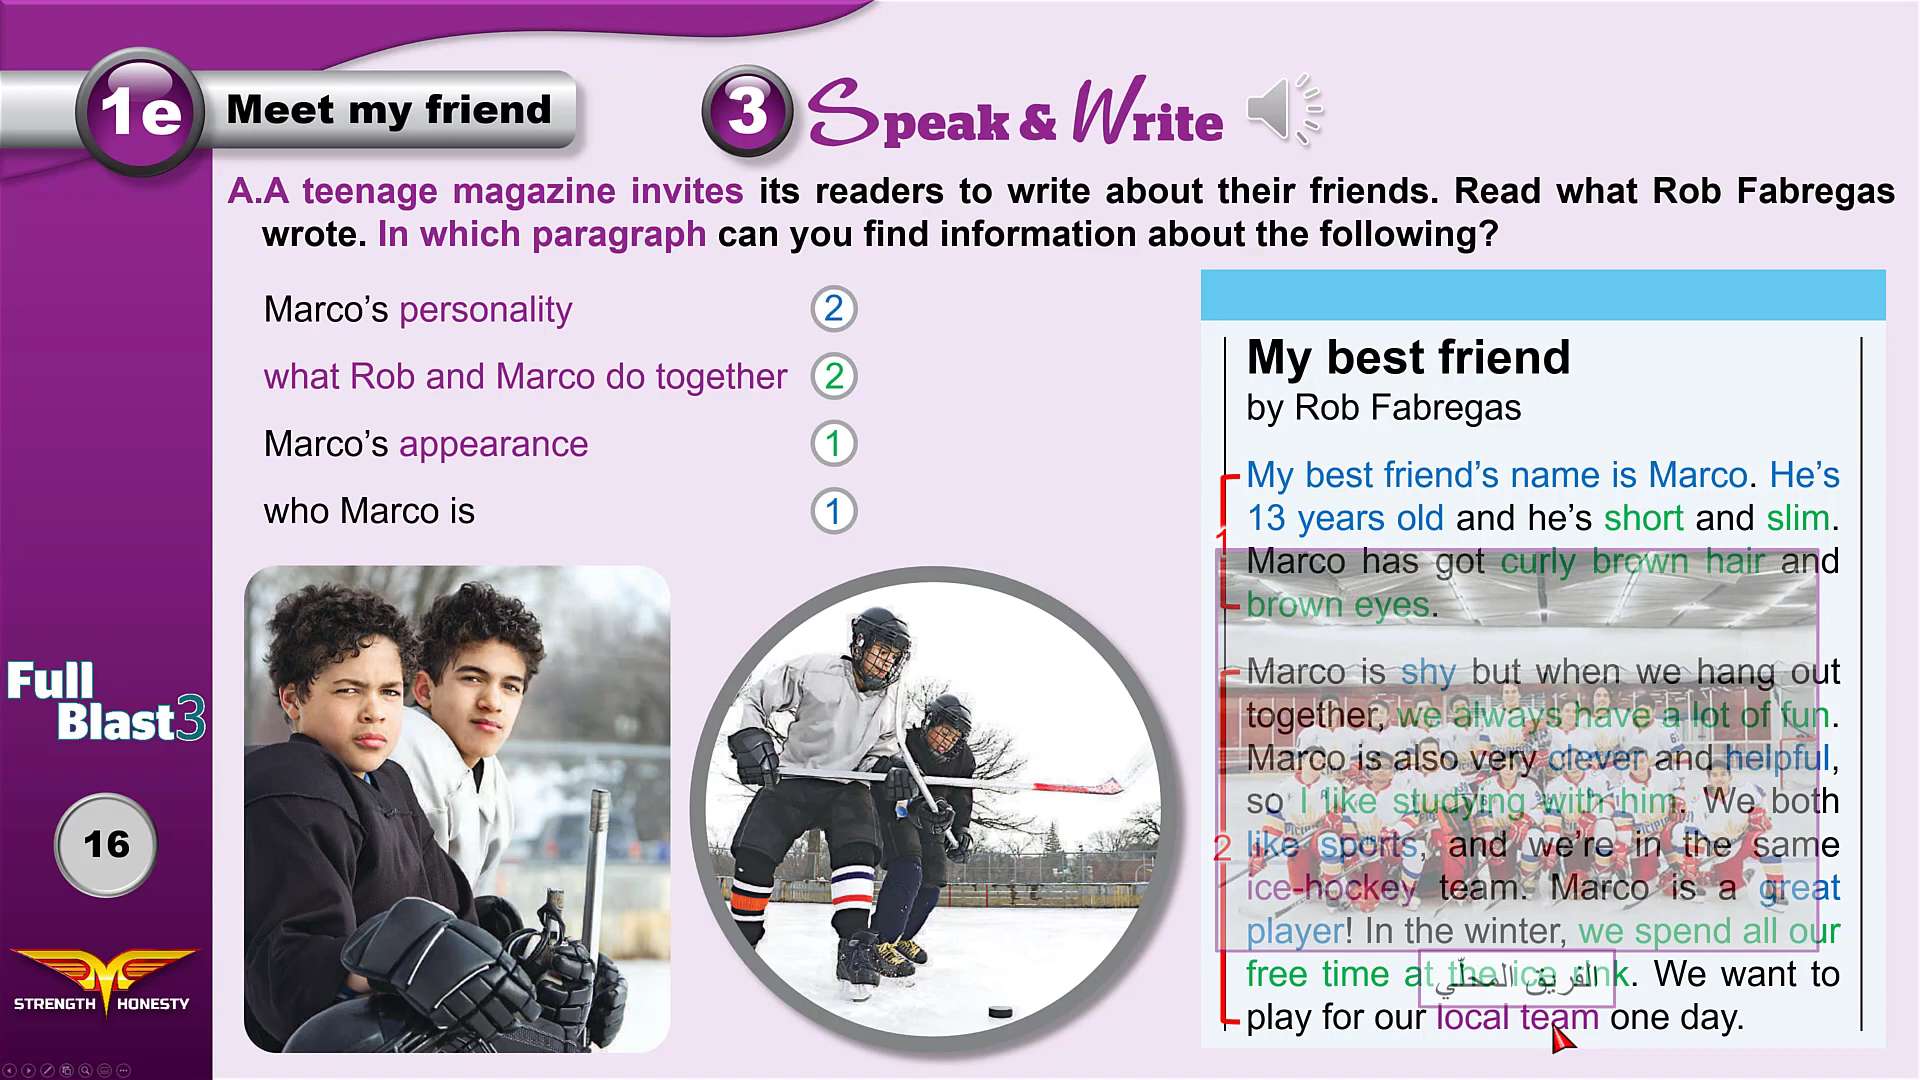 1e Meet my friend
3 Speak & Write
A.A teenage magazine invites its readers to write about their friends. Read what Rob Fabregas
wrote. In which paragraph can you find information about the following?
Marco's personality 2
what Rob and Marco do together 2
Marco's appearance 1
who Marco is 1
My best friend
by Rob Fabregas
1
My best friend's name is Marco. He's
13 years old and he's short and slim.
Marco has got curly brown hair and
brown eyes.
2
Marco is shy but when we hang out
together, we always have a lot of fun.
Marco is also very clever and helpful,
so I like studying with him. We both
like sports, and we're in the same
ice-hockey team. Marco is a great
player! In the winter, we spend all our
free time at the ice rink. We want to
play for our local team one day.
الفريق المحلّي
Full
Blast3
16
STRENGTH HONESTY